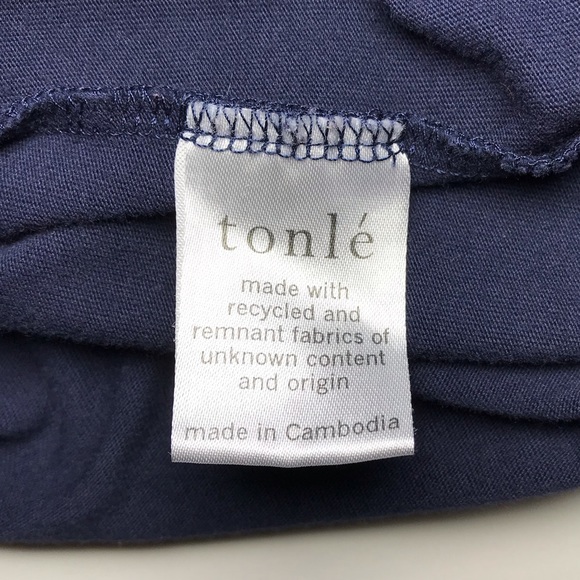 tonlé
made with
recycled and
remnant fabrics of
unknown content
and origin
made in Cambodia